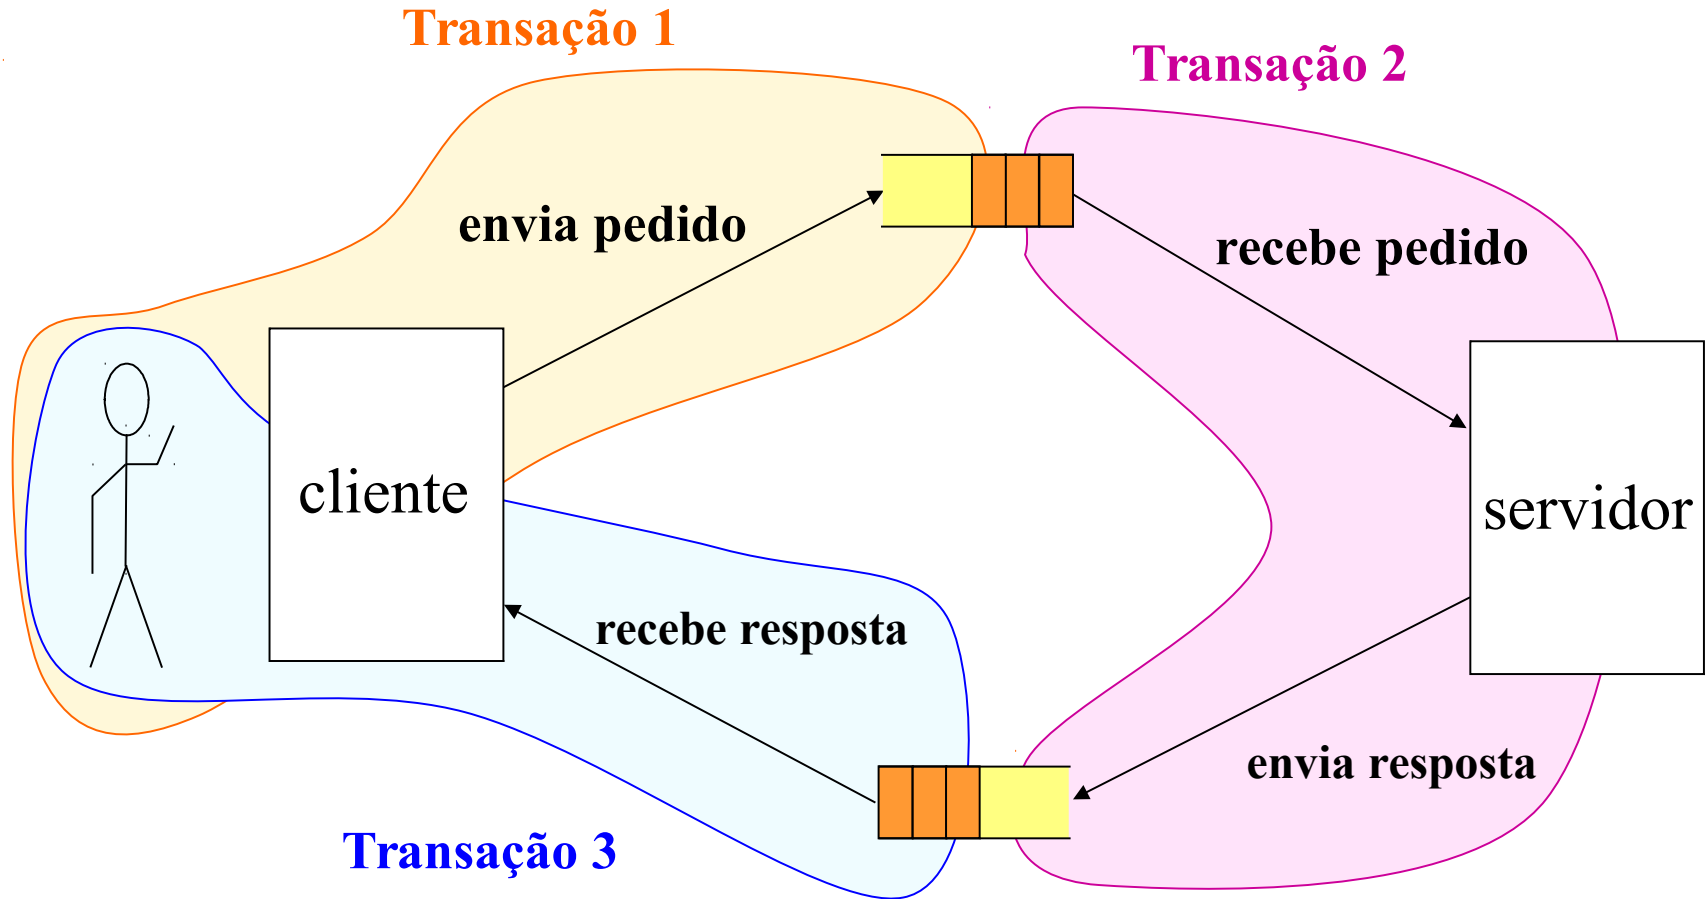 Transação 1
Transação 2
envia pedido
recebe pedido
cliente
servidor
recebe resposta
envia resposta
Transação 3